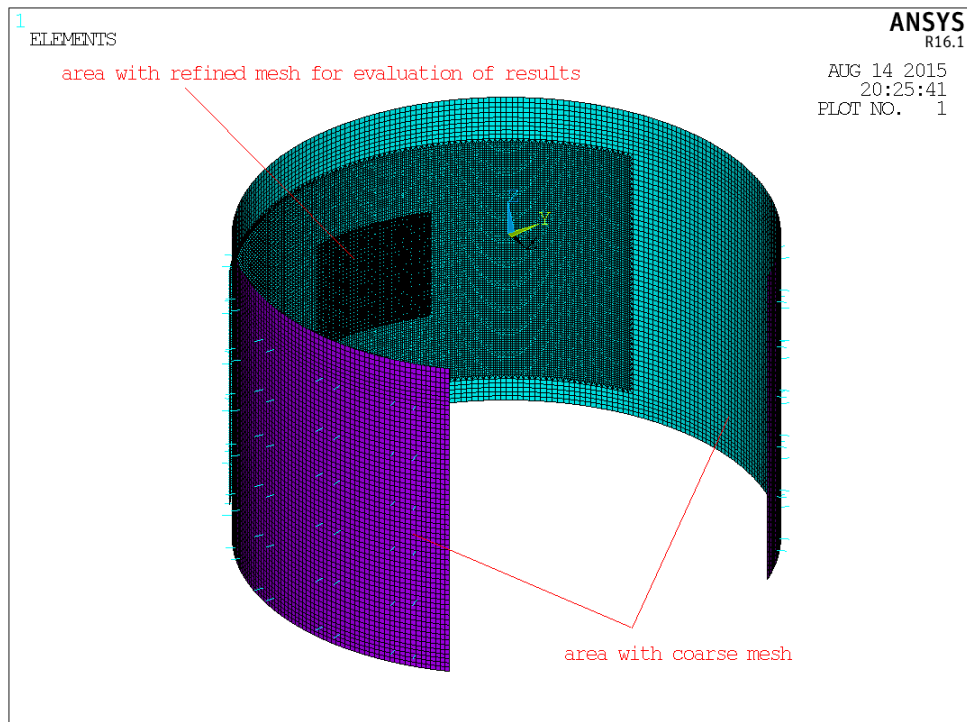 1
ELEMENTS
ANSYS
R16.1
area with refined mesh for evaluation of results
AUG 14 2015
20:25:41
PLOT NO. 1
Y
area with coarse mesh